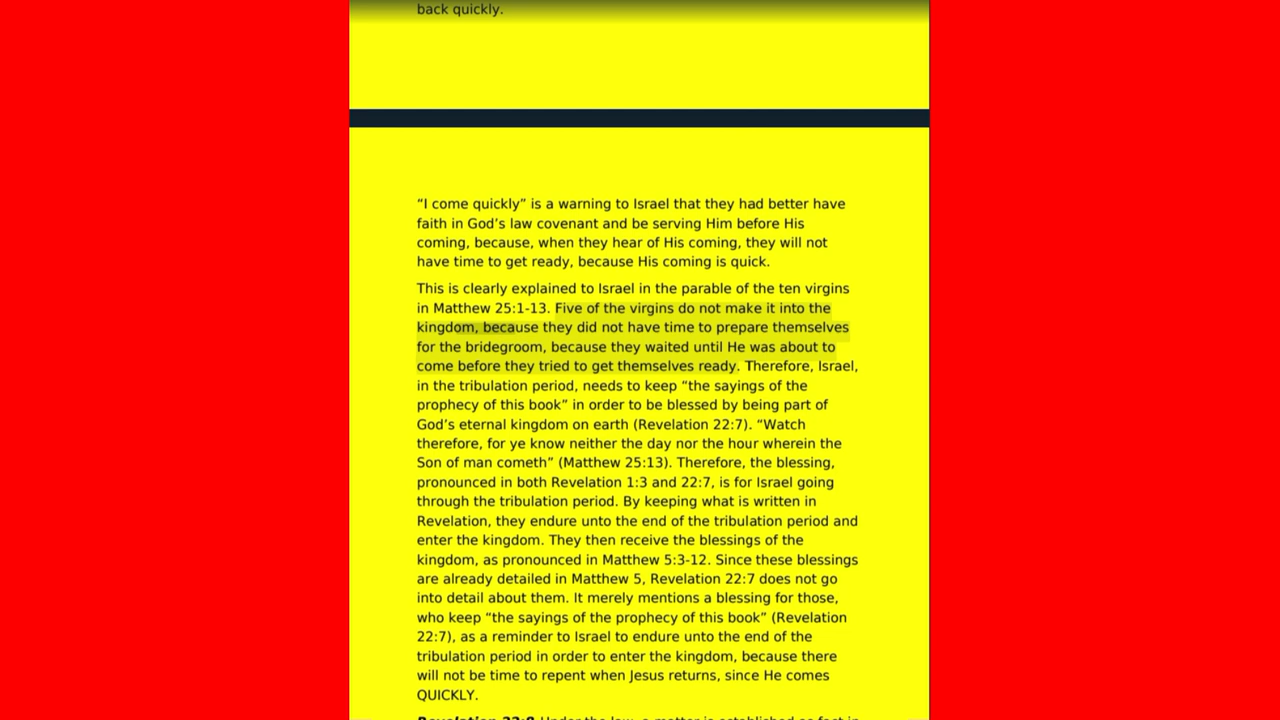 back quickly.
“I come quickly” is a warning to Israel that they had better have
faith in God’s law covenant and be serving Him before His
coming, because, when they hear of His coming, they will not
have time to get ready, because His coming is quick.
This is clearly explained to Israel in the parable of the ten virgins
in Matthew 25:1-13. Five of the virgins do not make it into the
kingdom, because they did not have time to prepare themselves
for the bridegroom, because they waited until He was about to
come before they tried to get themselves ready. Therefore, Israel,
in the tribulation period, needs to keep “the sayings of the
prophecy of this book” in order to be blessed by being part of
God’s eternal kingdom on earth (Revelation 22:7). “Watch
therefore, for ye know neither the day nor the hour wherein the
Son of man cometh” (Matthew 25:13). Therefore, the blessing,
pronounced in both Revelation 1:3 and 22:7, is for Israel going
through the tribulation period. By keeping what is written in
Revelation, they endure unto the end of the tribulation period and
enter the kingdom. They then receive the blessings of the
kingdom, as pronounced in Matthew 5:3-12. Since these blessings
are already detailed in Matthew 5, Revelation 22:7 does not go
into detail about them. It merely mentions a blessing for those,
who keep “the sayings of the prophecy of this book” (Revelation
22:7), as a reminder to Israel to endure unto the end of the
tribulation period in order to enter the kingdom, because there
will not be time to repent when Jesus returns, since He comes
QUICKLY.
Revelation 22:8 Under the law, a matter is established as fact in